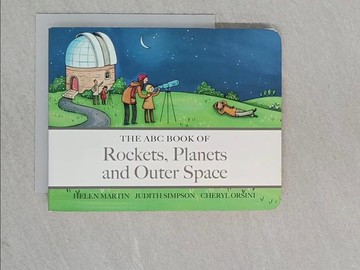 THE ABC BOOK OF
Rockets, Planets
and Outer Space
HELEN MARTIN JUDITH SIMPSON CHERYL ORSINI